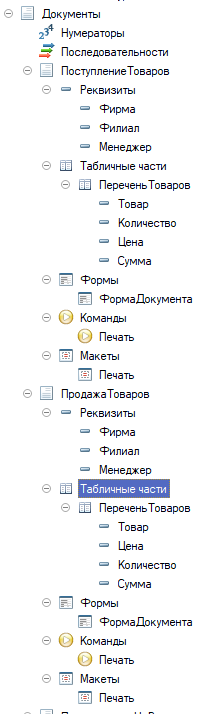 Документы
Нумераторы
Последовательности
ПоступлениеТоваров
Реквизиты
Фирма
Филиал
Менеджер
Табличные части
ПереченьТоваров
Товар
Количество
Цена
Сумма
Формы
ФормаДокумента
Команды
Печать
Макеты
Печать
ПродажаТоваров
Реквизиты
Фирма
Филиал
Менеджер
Табличные части
ПереченьТоваров
Товар
Цена
Количество
Сумма
Формы
ФормаДокумента
Команды
Печать
Макеты
Печать